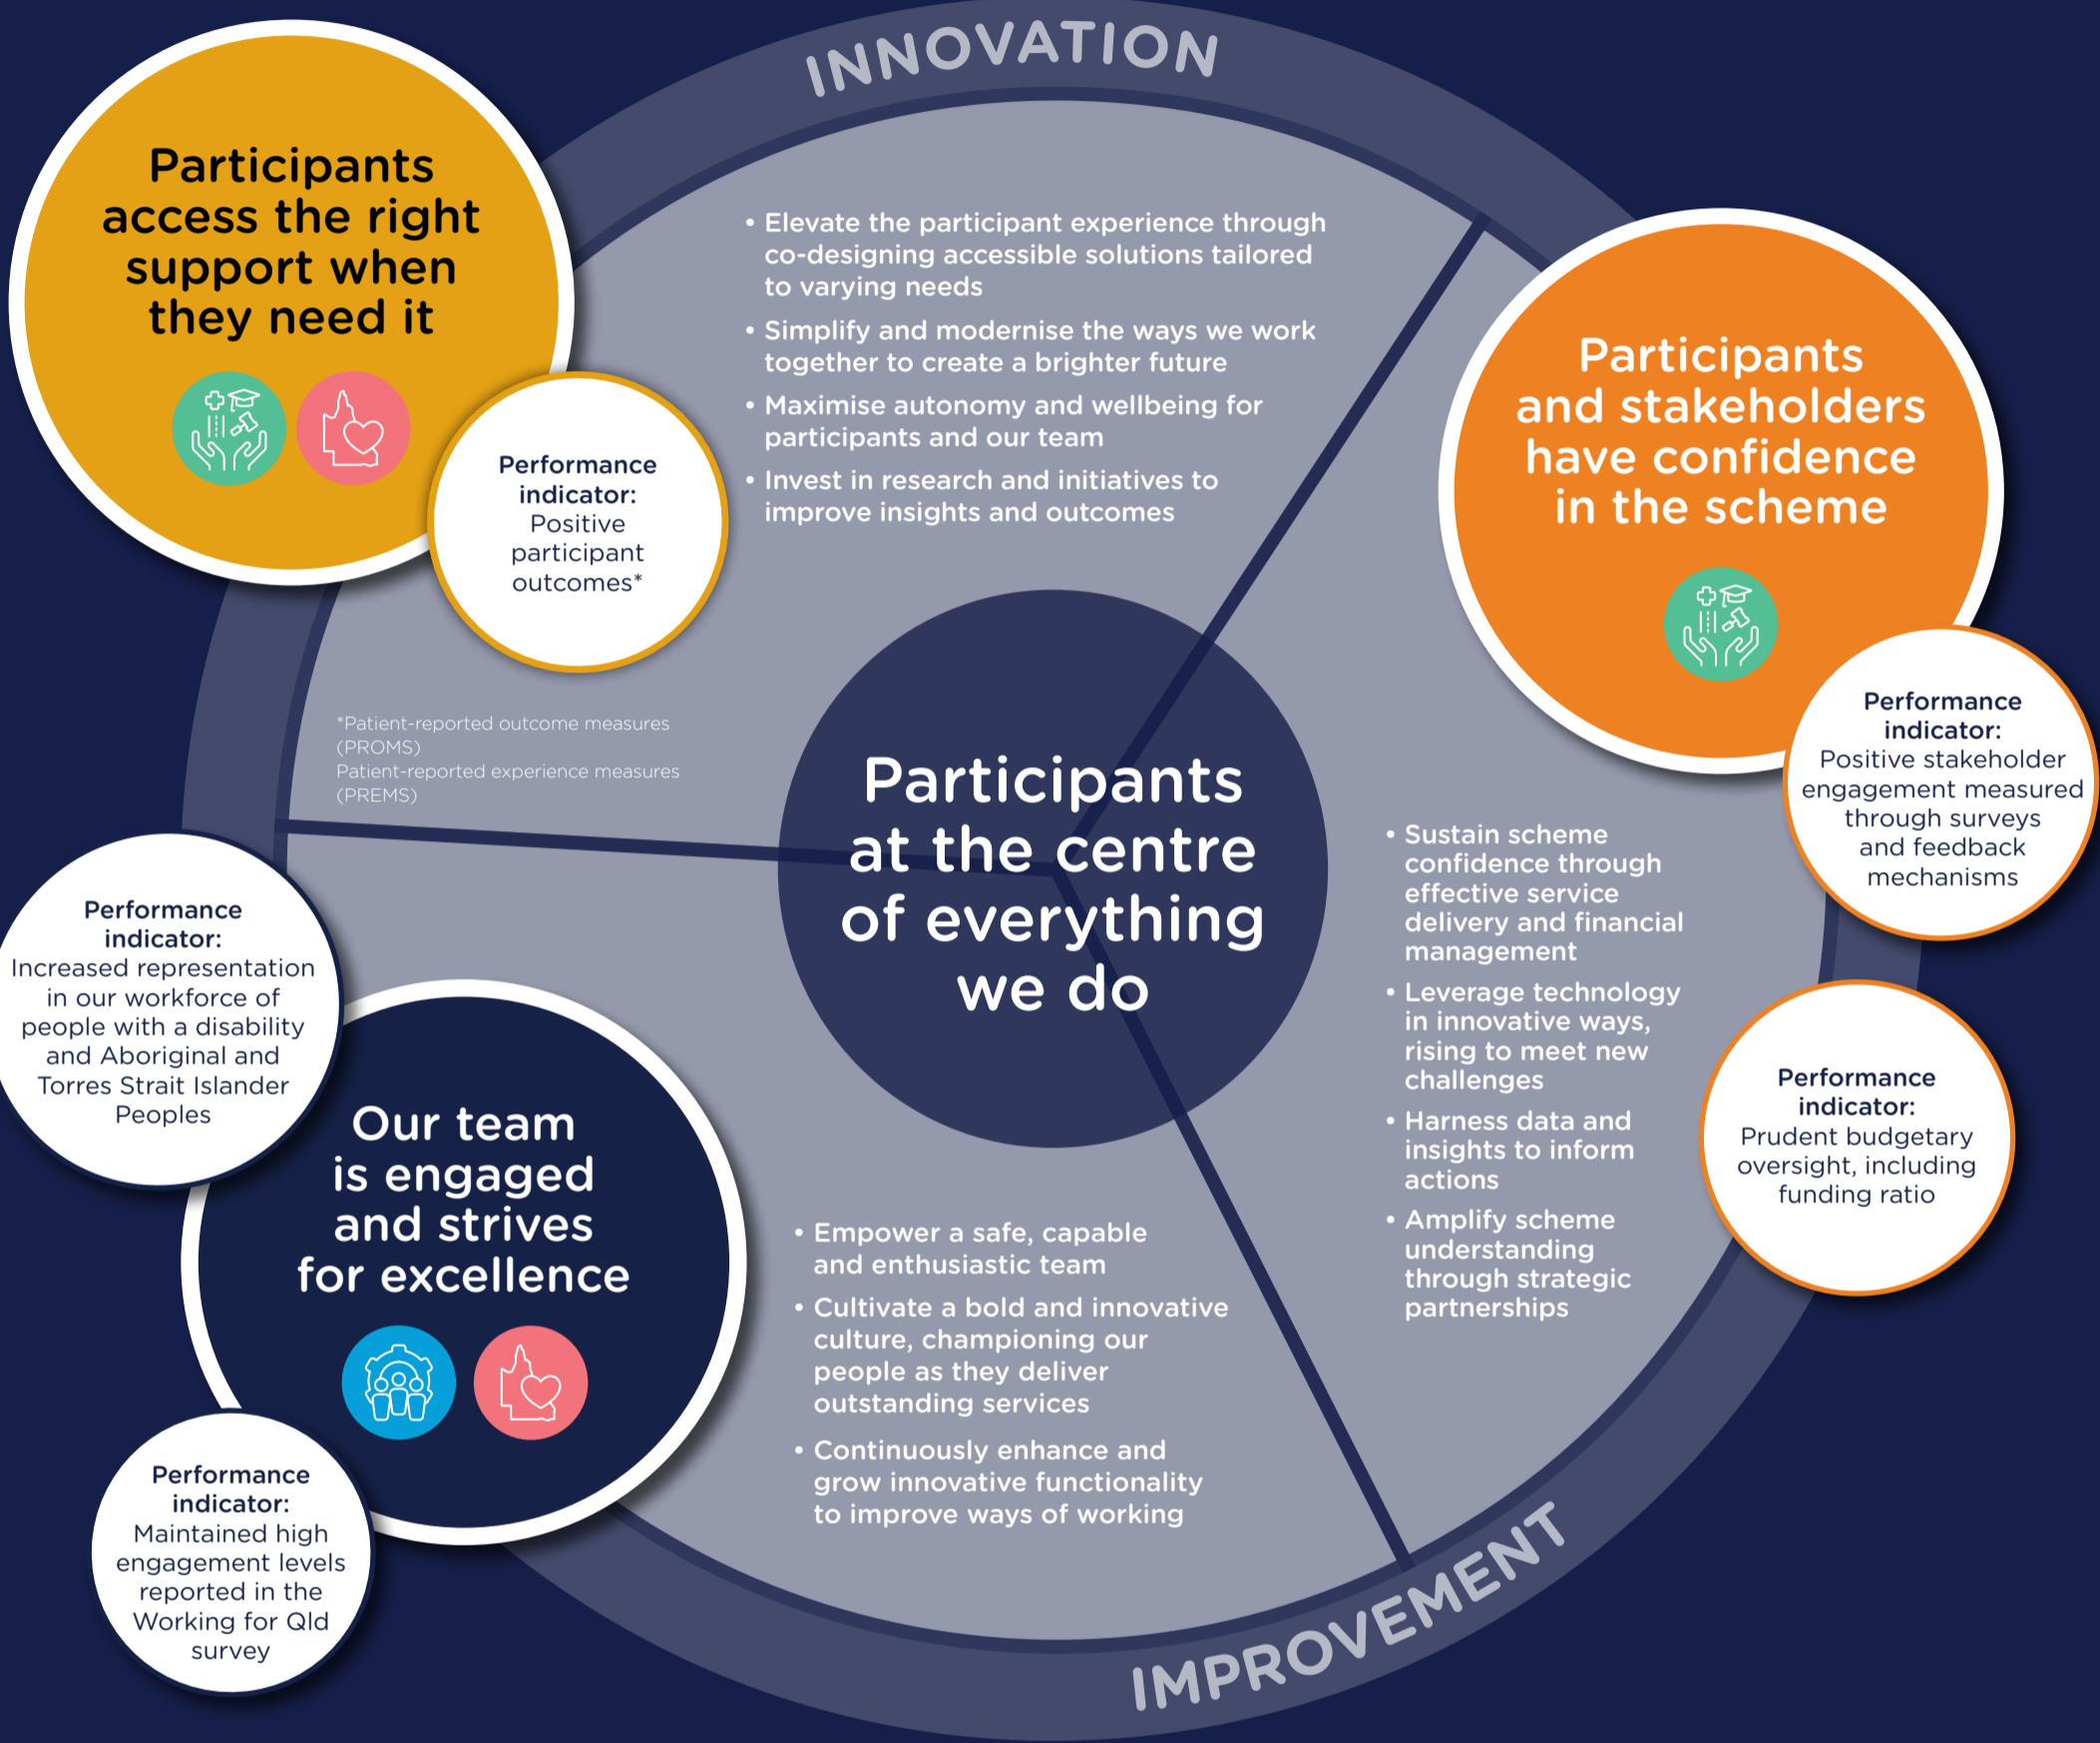 INNOVATION
Participants
access the right
support when
they need it
Performance
indicator:
Positive
participant
outcomes*
• Elevate the participant experience through
co-designing accessible solutions tailored
to varying needs
• Simplify and modernise the ways we work
together to create a brighter future
• Maximise autonomy and wellbeing for
participants and our team
• Invest in research and initiatives to
improve insights and outcomes
*Patient-reported outcome measures
(PROMS)
Patient-reported experience measures
(PREMS)
Participants
and stakeholders
have confidence
in the scheme
Performance
indicator:
Positive stakeholder
engagement measured
through surveys
and feedback
mechanisms
Participants
at the centre
of everything
we do
• Sustain scheme
confidence through
effective service
delivery and financial
management
• Leverage technology
in innovative ways,
rising to meet new
challenges
• Harness data and
insights to inform
actions
• Amplify scheme
understanding
through strategic
partnerships
Performance
indicator:
Prudent budgetary
oversight, including
funding ratio
Performance
indicator:
Increased representation
in our workforce of
people with a disability
and Aboriginal and
Torres Strait Islander
Peoples
Our team
is engaged
and strives
for excellence
• Empower a safe, capable
and enthusiastic team
• Cultivate a bold and innovative
culture, championing our
people as they deliver
outstanding services
• Continuously enhance and
grow innovative functionality
to improve ways of working
Performance
indicator:
Maintained high
engagement levels
reported in the
Working for Qld
survey
IMPROVEMENT